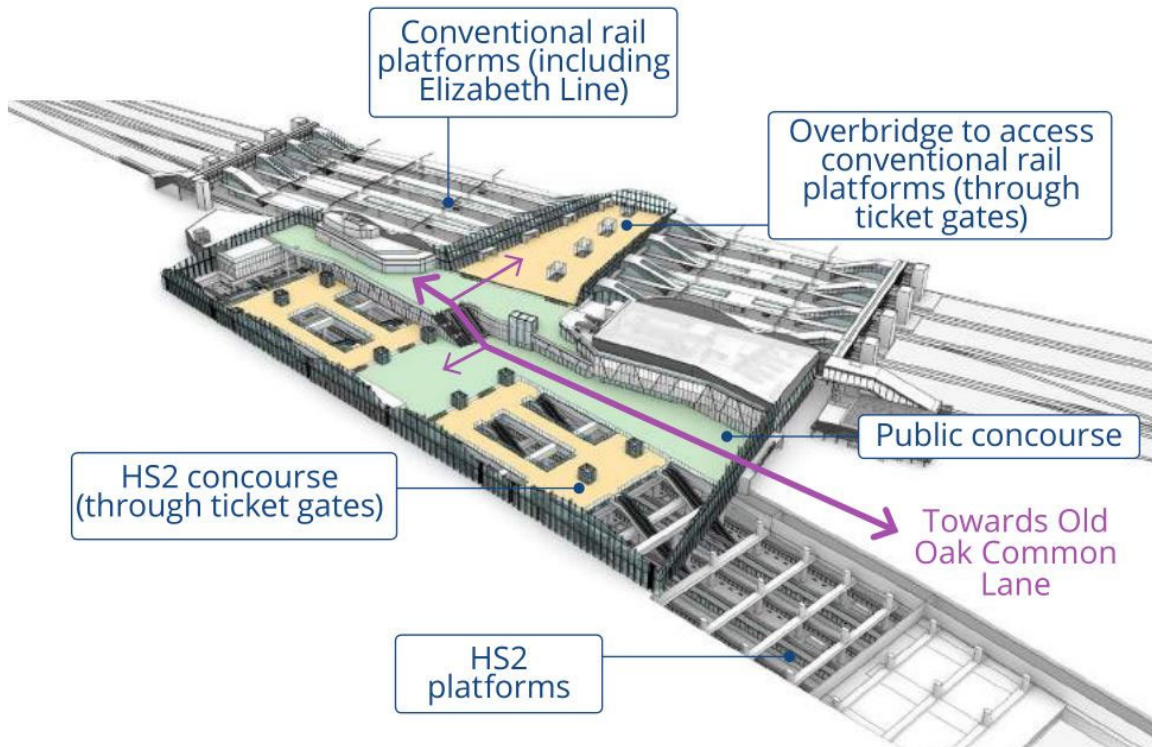 Conventional rail
platforms (including
Elizabeth Line)
Overbridge to access
conventional rail
platforms (through
ticket gates)
Public concourse
HS2 concourse
(through ticket gates)
Towards Old
Oak Common
Lane
HS2
platforms